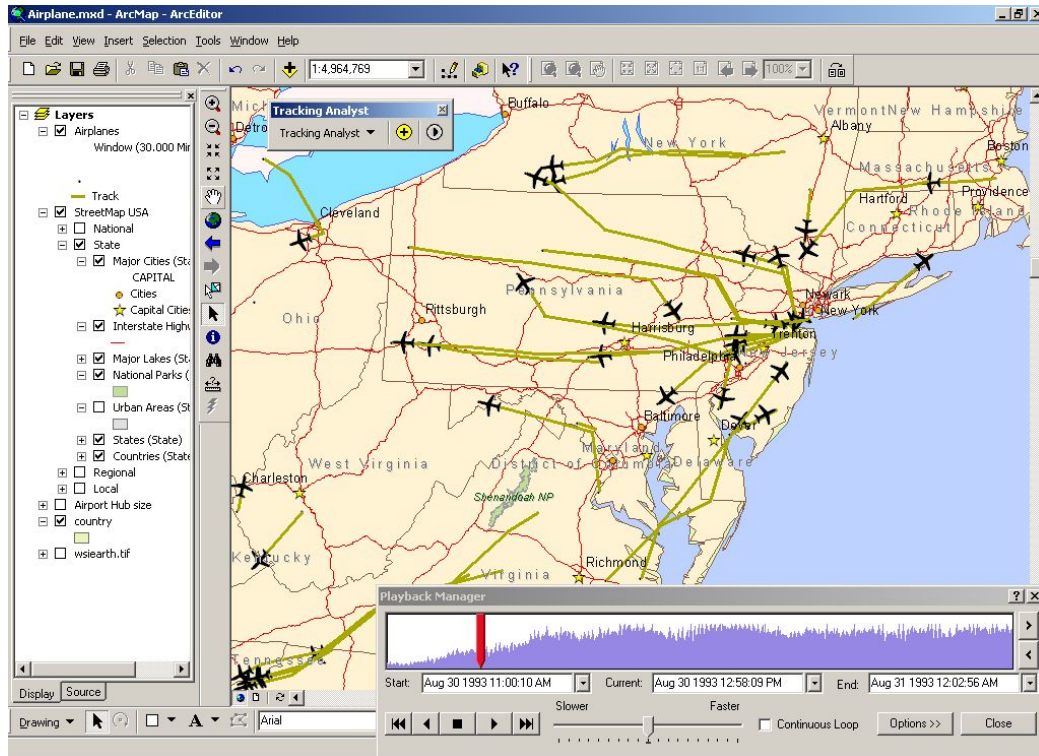 Airplane.mxd - ArcMap - ArcEditor
File Edit View Insert Selection Tools Window Help
1:4,964,769
100%
Layers
Airplanes
Window (30.000 Mir
Track
StreetMap USA
National
State
Major Cities (Sta
CAPITAL
Cities
Capital Cities
Interstate Highw
Major Lakes (Sta
National Parks (
Urban Areas (St
States (State)
Countries (State
Regional
Local
Airport Hub size
country
wsiearth.tif
Display Source
Tracking Analyst
Tracking Analyst
Mich
Detro
Buffalo
New York
Vermont New Hampshire
Albany
Boston
Massachusetts
Hartford
Providence
Rhode Island
Connecticut
Cleveland
Ohio
Pittsburgh
Pennsylvania
Harrisburg
Newark
New York
Trenton
Philadelphia
New Jersey
Baltimore
Dover
Maryland
District of Columbia
Delaware
West Virginia
Charleston
Shenandoah NP
Kentucky
Virginia
Richmond
Tennessee
Playback Manager
Start: Aug 30 1993 11:00:10 AM Current: Aug 30 1993 12:58:09 PM End: Aug 31 1993 12:02:56 AM
Slower Faster
Continuous Loop Options >> Close
Drawing A Arial